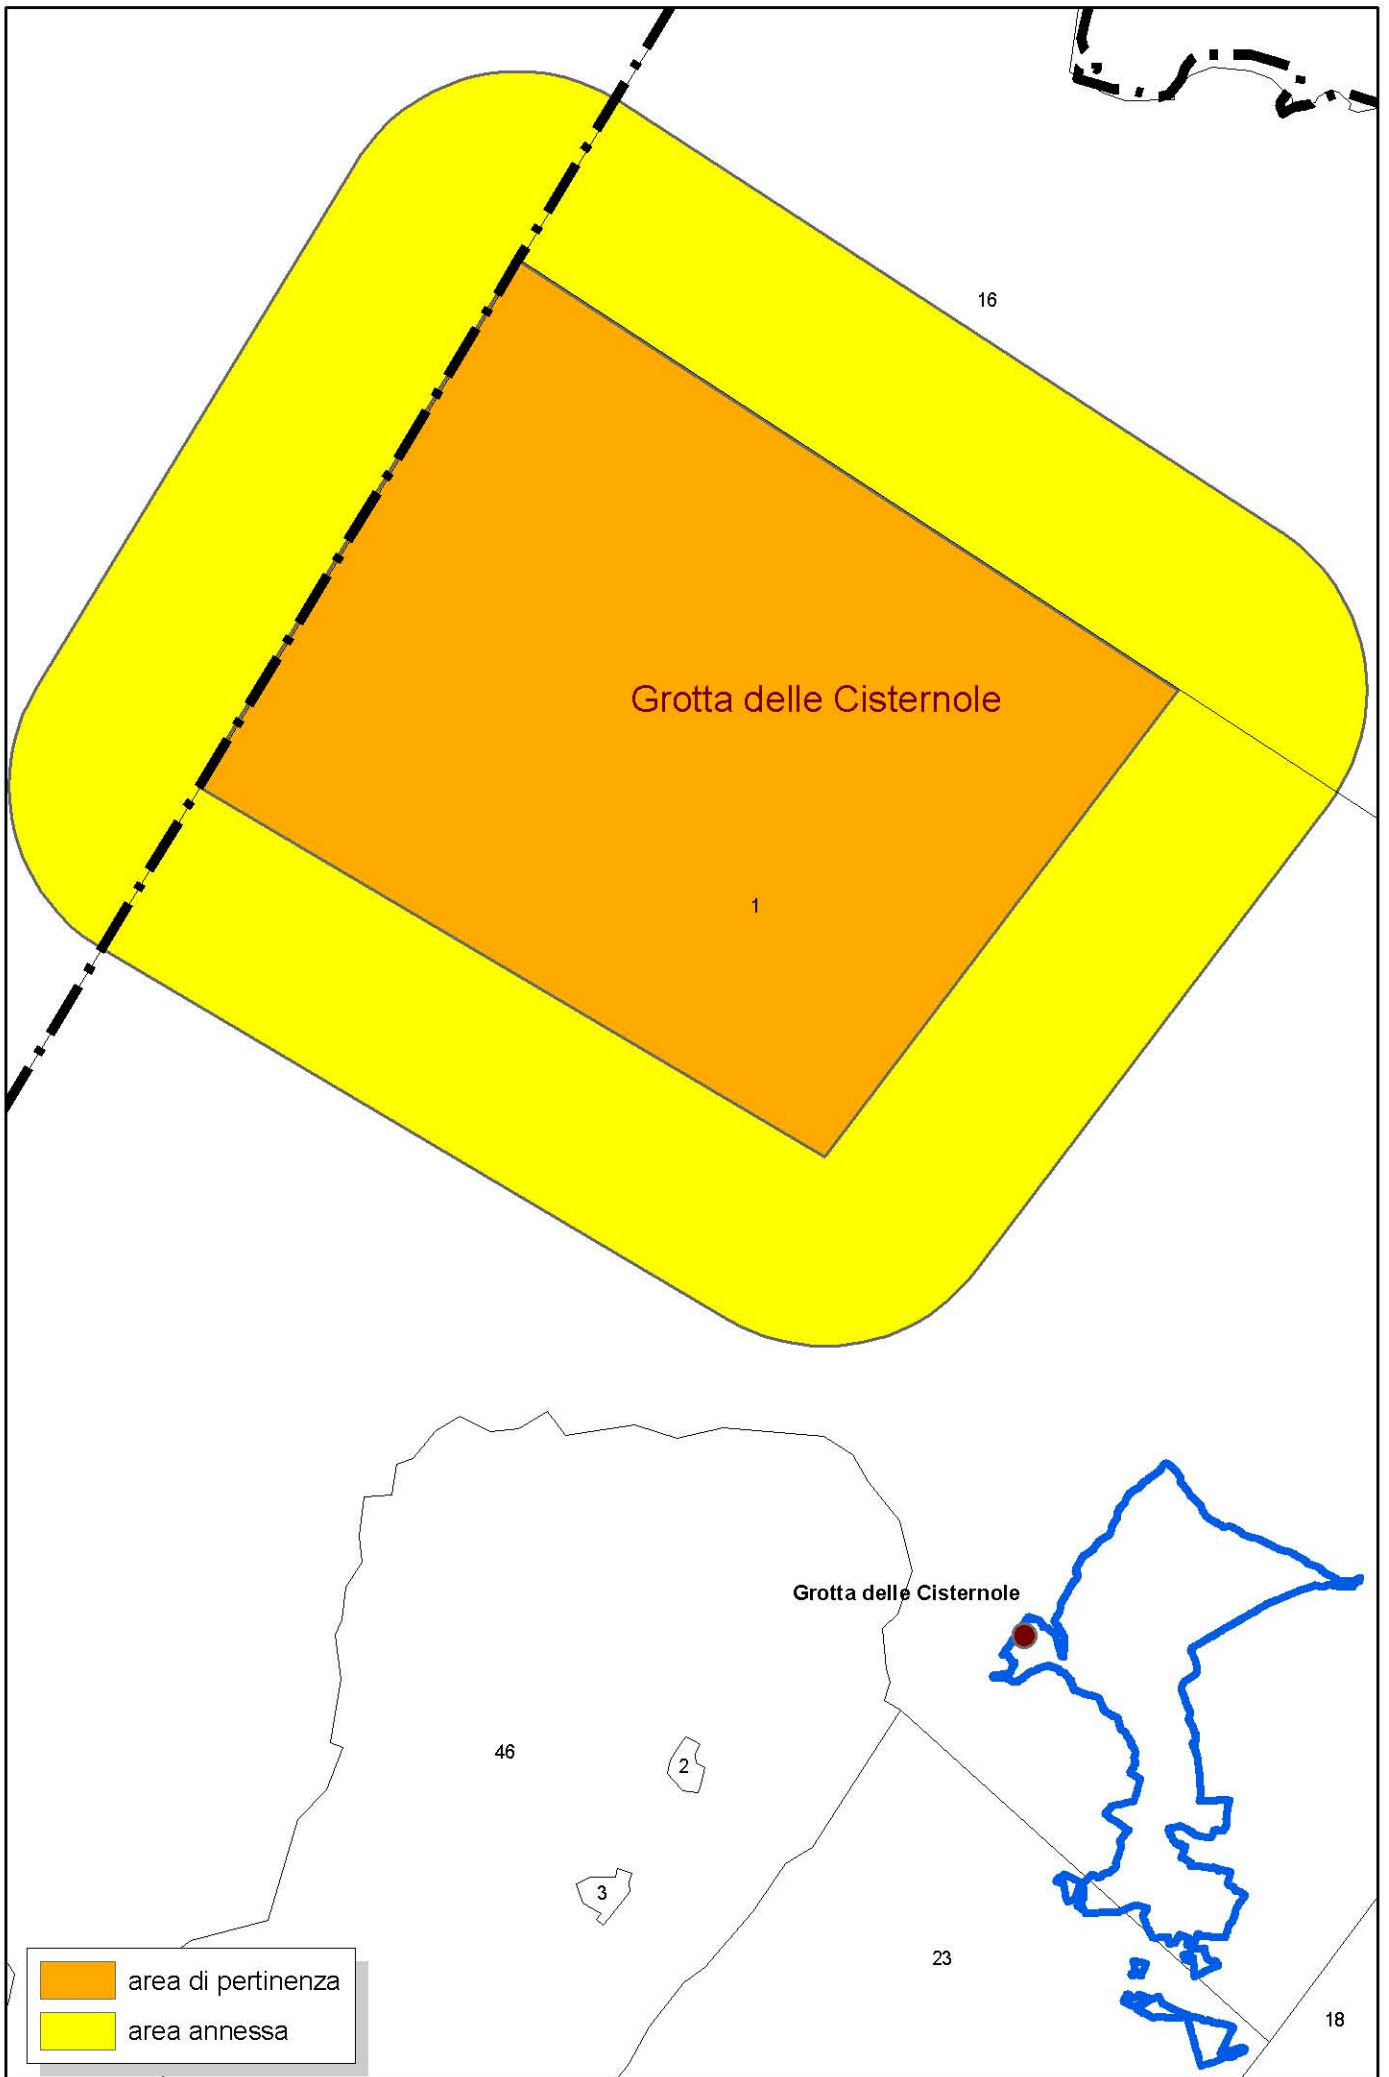 16
Grotta delle Cisternole
1
Grotta delle Cisternole
46
2
3
23
18
area di pertinenza
area annessa